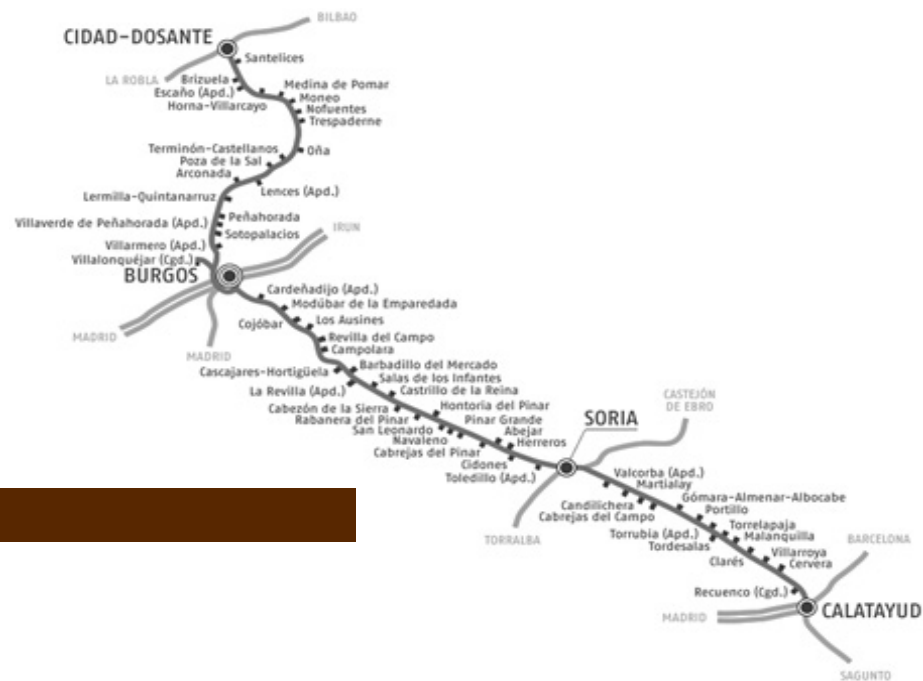 BILBAO
CIDAD-DOSANTE
Santelices
LA ROBLA
Brizuela
Escaño (Apd.)
Medina de Pomar
Horna-Villarcayo
Moneo
Nofuentes
Trespaderne
Terminón-Castellanos
Oña
Poza de la Sal
Arconada
Lences (Apd.)
Lermilla-Quintanarruz
Peñahorada
Villaverde de Peñahorada (Apd.)
Sotopalacios
IRUN
Villarmero (Apd.)
Villalonquéjar (Cgd.)
BURGOS
Cardeñadijo (Apd.)
Modúbar de la Emparedada
Cojóbar
Los Ausines
MADRID
Revilla del Campo
Campolara
MADRID
Cascajares-Hortigüela
Barbadillo del Mercado
Salas de los Infantes
La Revilla (Apd.)
Castrillo de la Reina
Cabezón de la Sierra
Hontoria del Pinar
Rabanera del Pinar
San Leonardo
Pinar Grande
Navaleno
Abejar
Cabrejas del Pinar
Herreros
Cidones
Toledillo (Apd.)
SORIA
CASTEJÓN
DE EBRO
TORRALBA
Valcorba (Apd.)
Martialay
Candilichera
Cabrejas del Campo
Gómara-Almenar-Albocabe
Portillo
Torrubia (Apd.)
Tordesalas
Torrelapaja
Malanquilla
Clarés
Villarroya
Cervera
BARCELONA
Recuenco (Cgd.)
MADRID
CALATAYUD
SAGUNTO